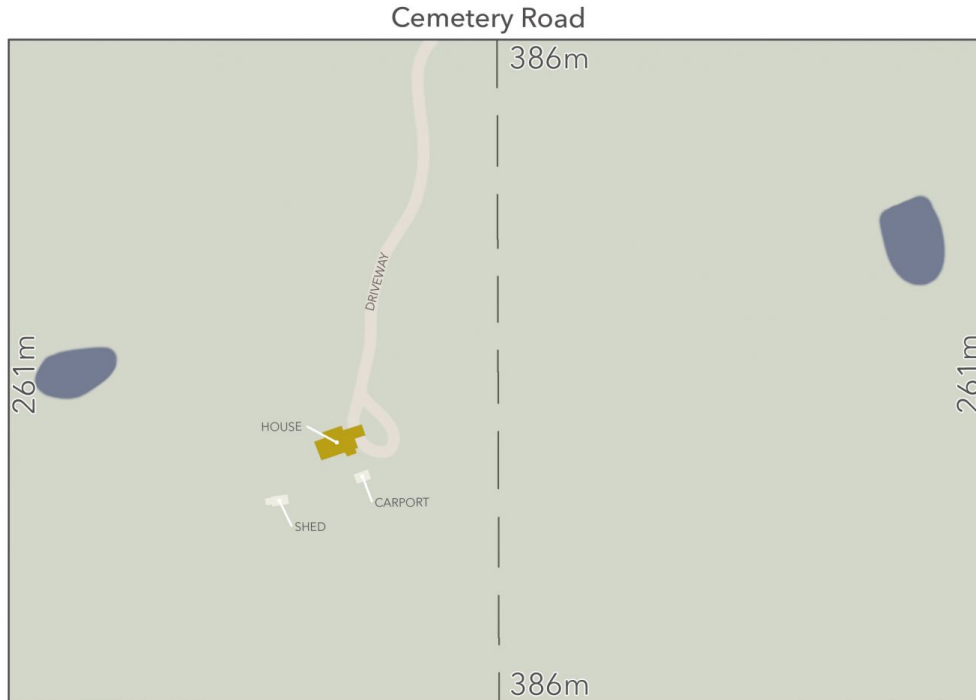 Cemetery Road
386m
DRIVEWAY
261m
261m
HOUSE
CARPORT
SHED
386m